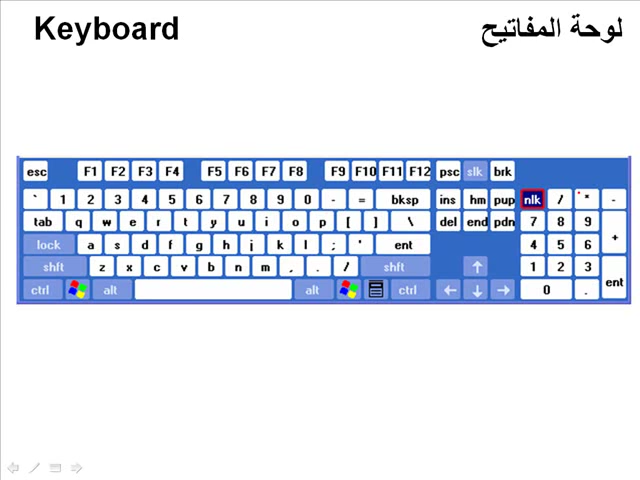 Keyboard لوحة المفاتيح
esc F1 F2 F3 F4 F5 F6 F7 F8 F9 F10 F11 F12 psc slk brk
` 1 2 3 4 5 6 7 8 9 0 - = bksp ins hm pup nlk / * -
tab q w e r t y u i o p [ ] \ del end pdn 7 8 9 +
lock a s d f g h j k l ; ' ent 4 5 6
shft z x c v b n m , . / shft ↑ 1 2 3 ent
ctrl alt alt ctrl ← ↓ → 0 .